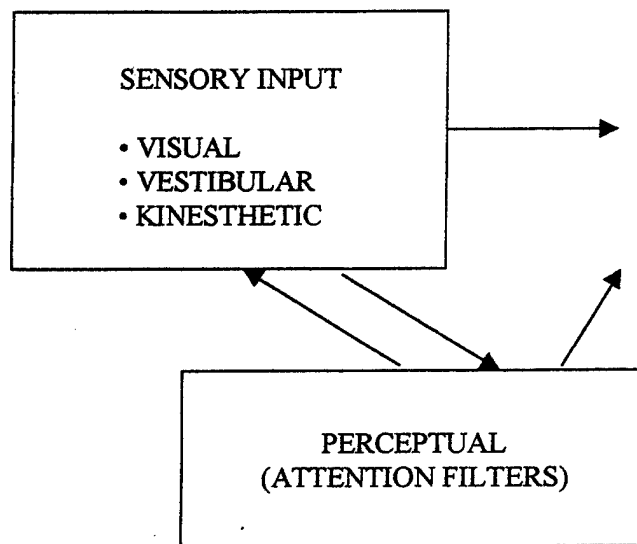 SENSORY INPUT
• VISUAL
• VESTIBULAR
• KINESTHETIC
PERCEPTUAL
(ATTENTION FILTERS)